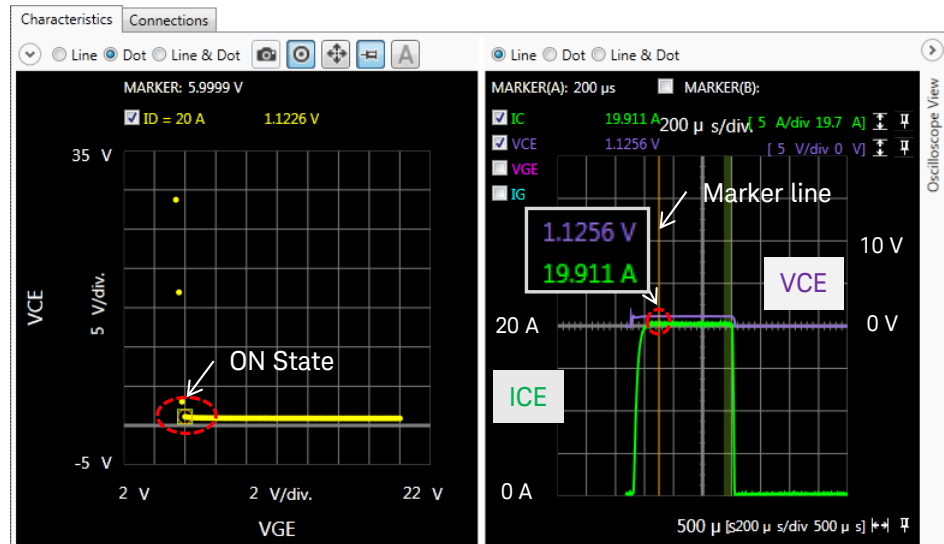 Characteristics
Connections
Line Dot Line & Dot
A
MARKER: 5.9999 V
ID = 20 A 1.1226 V
35 V
VCE
5 V/div.
ON State
-5 V
2 V 2 V/div. 22 V
VGE
Line Dot Line & Dot
Oscilloscope View
MARKER(A): 200 µs MARKER(B):
IC 19.911 A 200 µ s/div. [ 5 A/div 19.7 A]
VCE 1.1256 V [ 5 V/div 0 V]
VGE
IG
Marker line
1.1256 V
19.911 A
10 V
VCE
20 A
0 V
ICE
0 A
500 µ s [200 µ s/div 500 µ s]